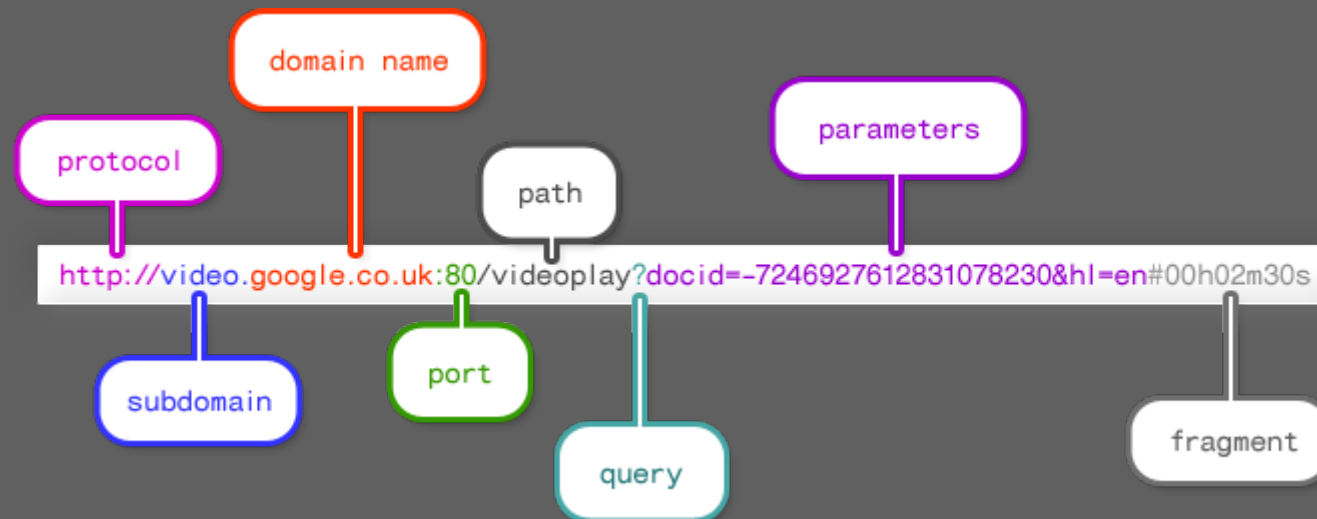 domain name
parameters
protocol
path
http://video.google.co.uk:80/videoplay?docid=-7246927612831078230&hl=en#00h02m30s
subdomain
port
query
fragment